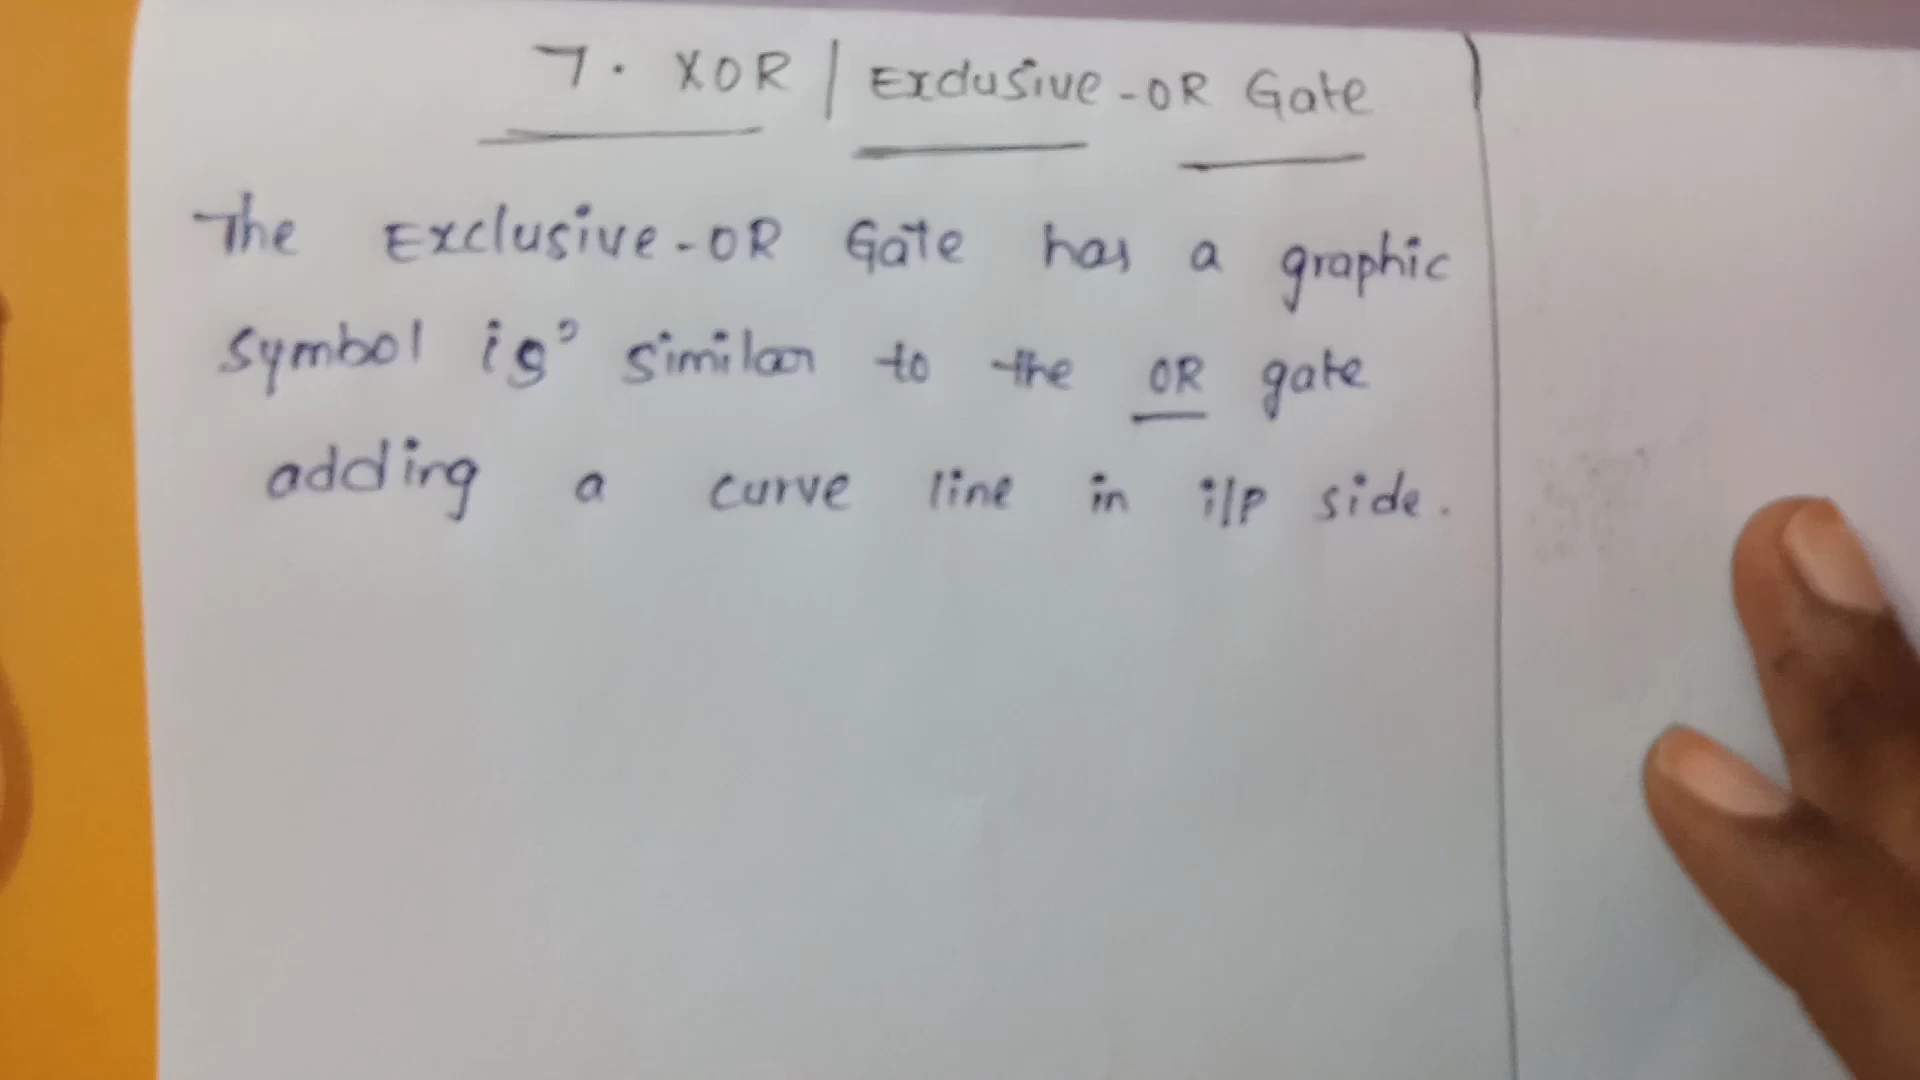 7. XOR | Exclusive-OR Gate
The Exclusive-OR Gate has a graphic
symbol is similar to the OR gate
adding a curve line in i/p side.